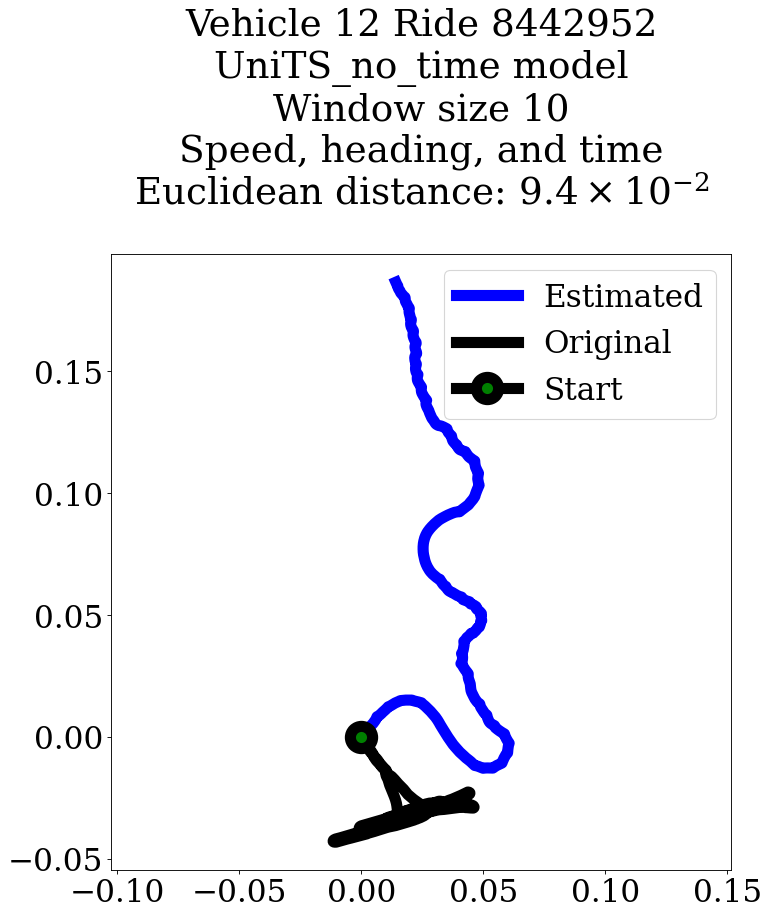 Vehicle 12 Ride 8442952
UniTS_no_time model
Window size 10
Speed, heading, and time
Euclidean distance: 9.4 × 10⁻²
Estimated
Original
Start
0.15
0.10
0.05
0.00
−0.05
−0.10 −0.05 0.00 0.05 0.10 0.15